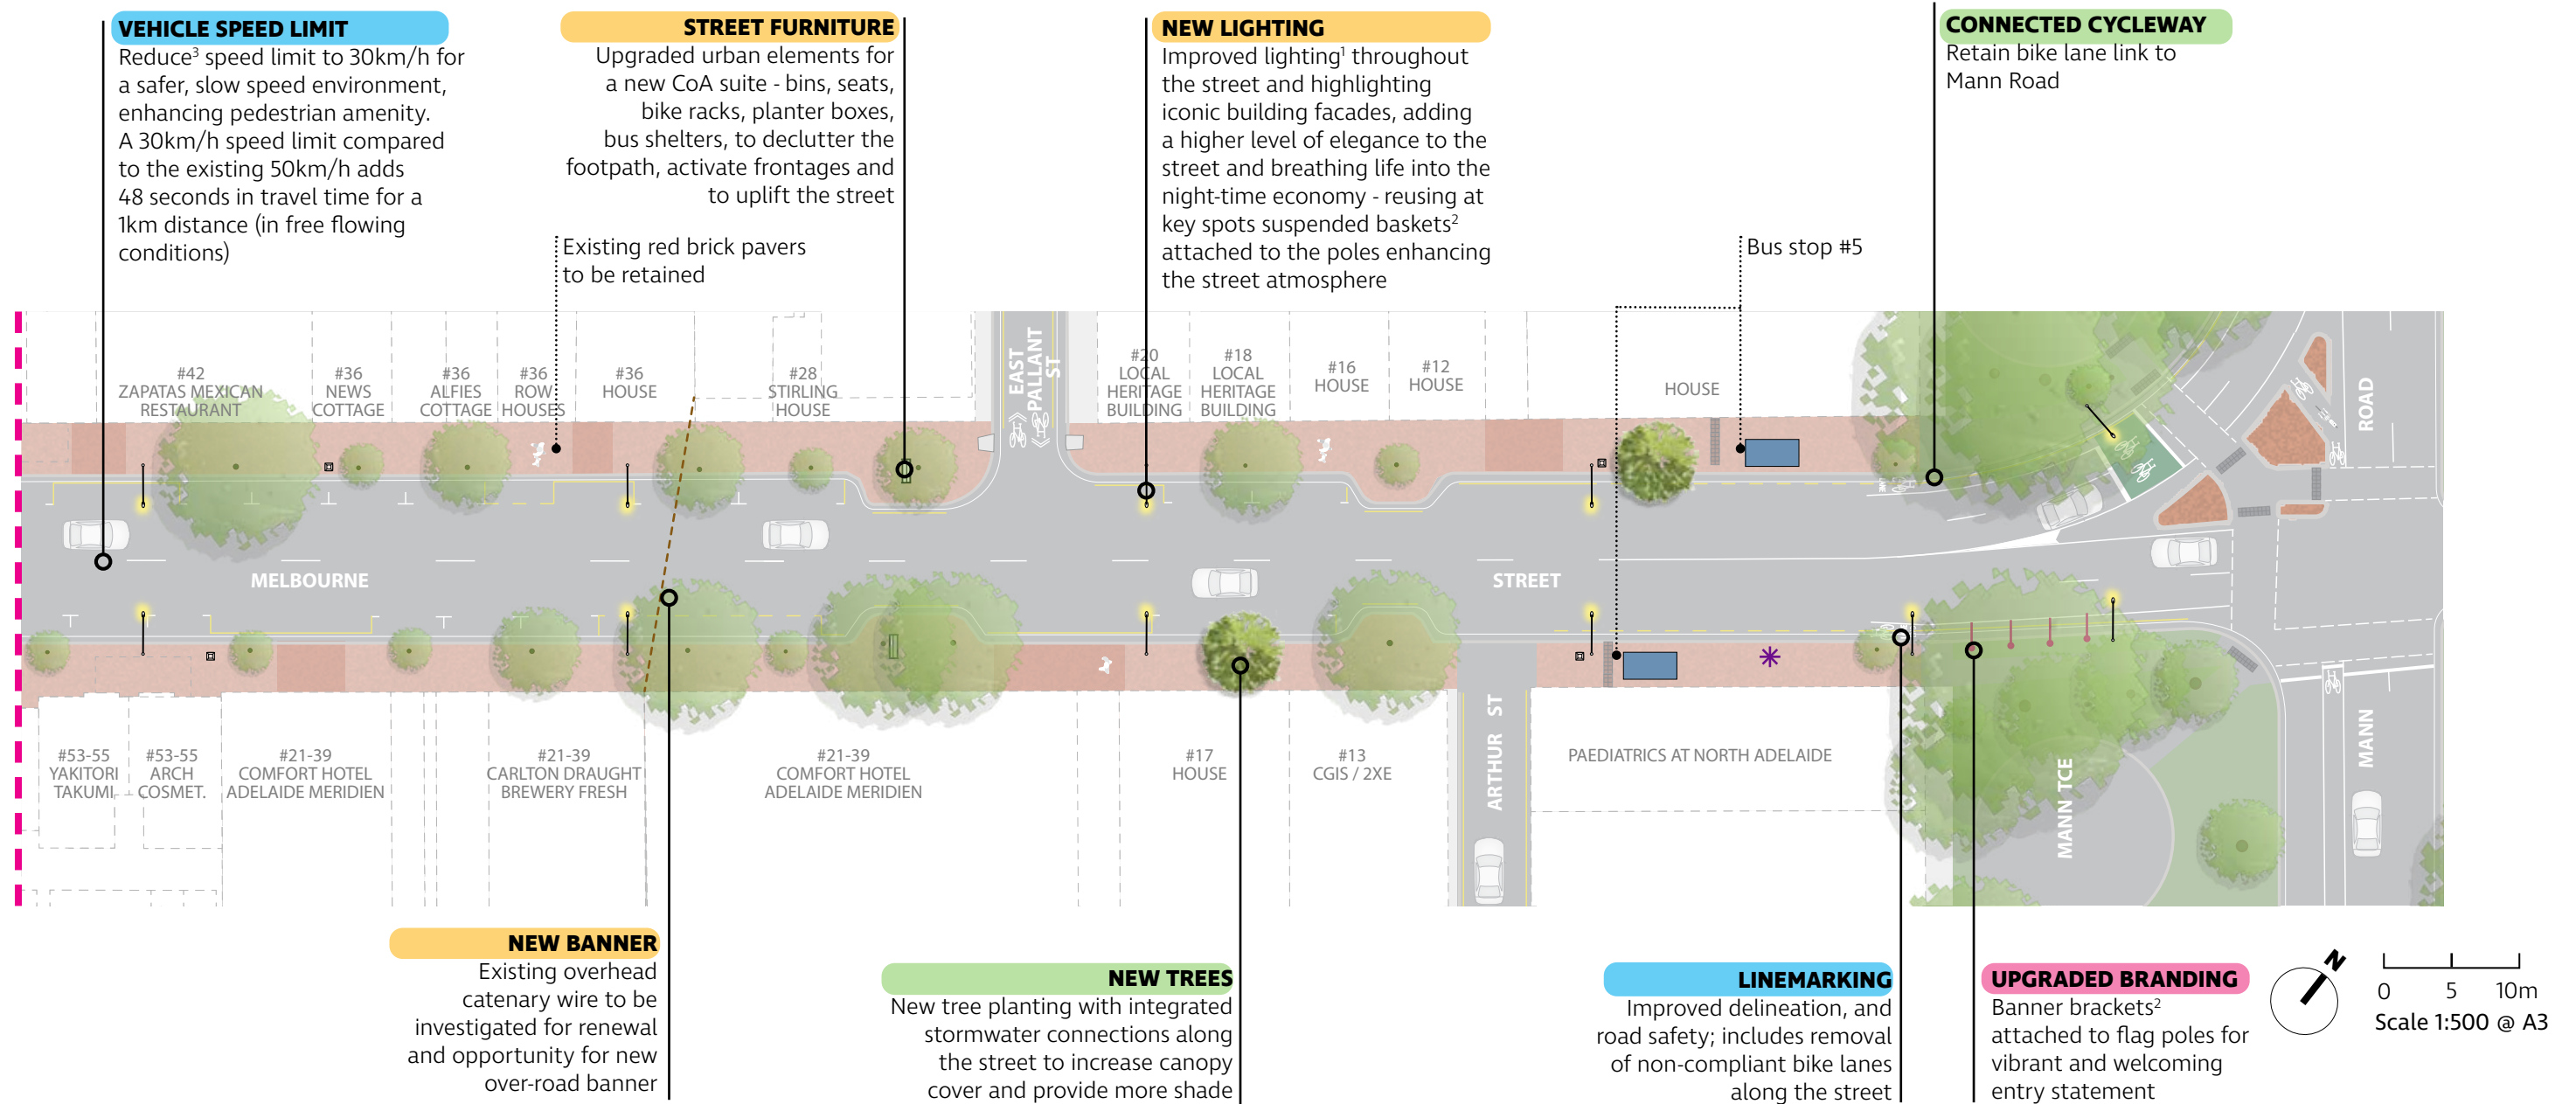 VEHICLE SPEED LIMIT
Reduce³ speed limit to 30km/h for
a safer, slow speed environment,
enhancing pedestrian amenity.
A 30km/h speed limit compared
to the existing 50km/h adds
48 seconds in travel time for a
1km distance (in free flowing
conditions)
STREET FURNITURE
Upgraded urban elements for
a new CoA suite - bins, seats,
bike racks, planter boxes,
bus shelters, to declutter the
footpath, activate frontages and
to uplift the street
Existing red brick pavers
to be retained
NEW LIGHTING
Improved lighting¹ throughout
the street and highlighting
iconic building facades, adding
a higher level of elegance to the
street and breathing life into the
night-time economy - reusing at
key spots suspended baskets²
attached to the poles enhancing
the street atmosphere
Bus stop #5
CONNECTED CYCLEWAY
Retain bike lane link to
Mann Road
#42
ZAPATAS MEXICAN
RESTAURANT
#36
NEWS
COTTAGE
#36
ALFIES
COTTAGE
#36
ROW
HOUSES
#36
HOUSE
#28
STIRLING
HOUSE
EAST
PALLANT
ST
#20
LOCAL
HERITAGE
BUILDING
#18
LOCAL
HERITAGE
BUILDING
#16
HOUSE
#12
HOUSE
HOUSE
ROAD
MELBOURNE
STREET
LANE
#53-55
YAKITORI
TAKUMI
#53-55
ARCH
COSMET.
#21-39
COMFORT HOTEL
ADELAIDE MERIDIEN
#21-39
CARLTON DRAUGHT
BREWERY FRESH
#21-39
COMFORT HOTEL
ADELAIDE MERIDIEN
#17
HOUSE
#13
CGIS / 2XE
ARTHUR ST
PAEDIATRICS AT NORTH ADELAIDE
MANN TCE
MANN
NEW BANNER
Existing overhead
catenary wire to be
investigated for renewal
and opportunity for new
over-road banner
NEW TREES
New tree planting with integrated
stormwater connections along
the street to increase canopy
cover and provide more shade
LINEMARKING
Improved delineation, and
road safety; includes removal
of non-compliant bike lanes
along the street
UPGRADED BRANDING
Banner brackets²
attached to flag poles for
vibrant and welcoming
entry statement
N
0 5 10m
Scale 1:500 @ A3